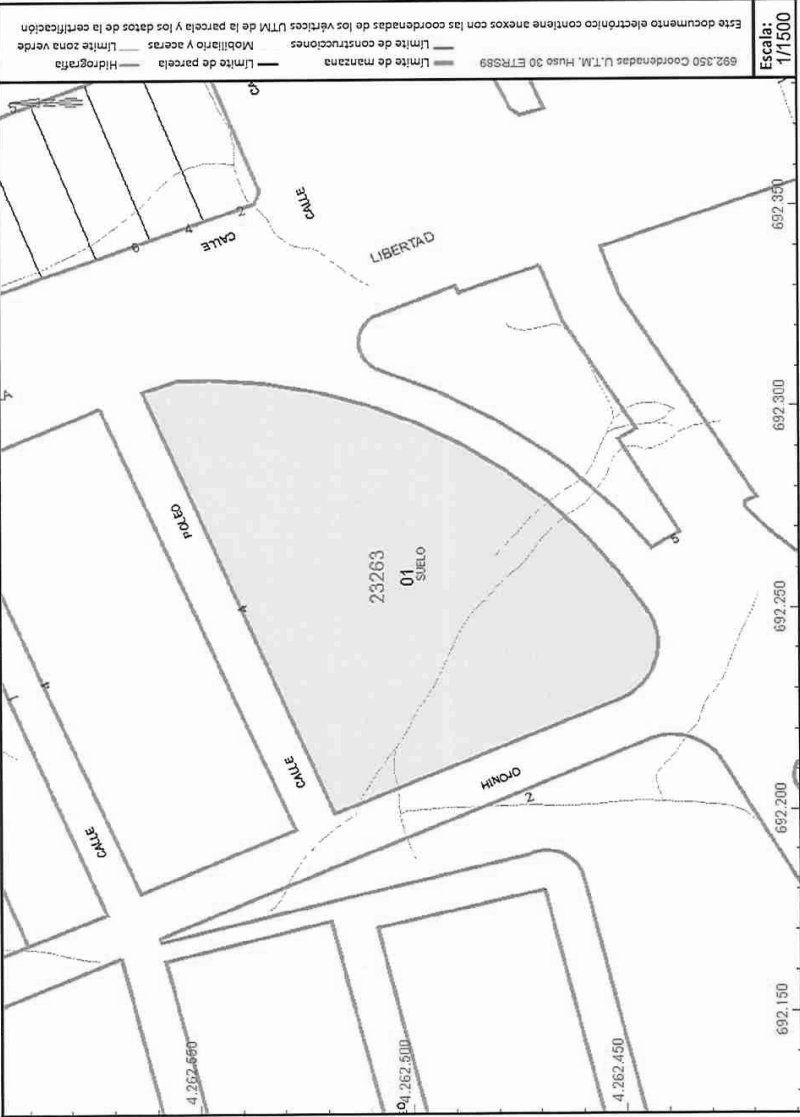 Este documento electrónico contiene anexos con las coordenadas de los vértices UTM de la parcela y los datos de la certificación
692.350 Coordenadas U.T.M. Huso 30 ETRS89
Límite de manzana
Límite de construcciones
Límite de parcela
Mobiliario y aceras
Hidrografía
Límite zona verde
Escala:
1/1500
5
CALLE
2
4
CALLE
6
LIBERTAD
692.350
A
692.300
POLEO
4
23263
01
SUELO
5
692.250
4
CALLE
HINOJO
2
692.200
CALLE
692.150
4.262.500
4.262.450